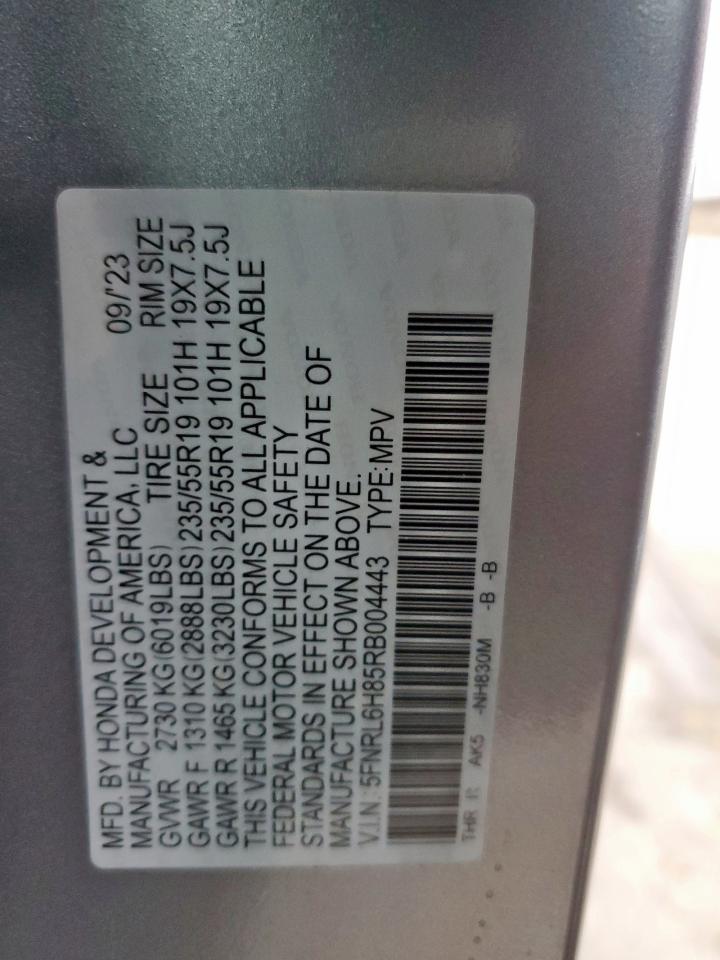 MFD. BY HONDA DEVELOPMENT &
MANUFACTURING OF AMERICA, LLC 09/'23
GVWR 2730 KG(6019LBS) TIRE SIZE RIM SIZE
GAWR F 1310 KG(2888LBS)235/55R19 101H 19X7.5J
GAWR R 1465 KG(3230LBS)235/55R19 101H 19X7.5J
THIS VEHICLE CONFORMS TO ALL APPLICABLE
FEDERAL MOTOR VEHICLE SAFETY
STANDARDS IN EFFECT ON THE DATE OF
MANUFACTURE SHOWN ABOVE.
V.I.N.:5FNRL6H85RB004443 TYPE:MPV
THR AK5 -NH830M -B -B